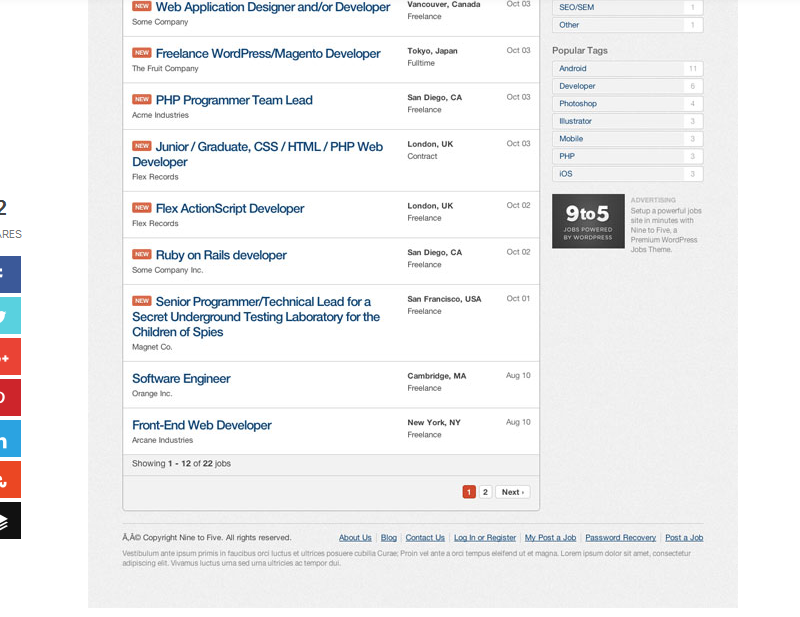 NEW Web Application Designer and/or Developer
Some Company
Vancouver, Canada
Freelance
Oct 03
NEW Freelance WordPress/Magento Developer
The Fruit Company
Tokyo, Japan
Fulltime
Oct 03
NEW PHP Programmer Team Lead
Acme Industries
San Diego, CA
Freelance
Oct 03
NEW Junior / Graduate, CSS / HTML / PHP Web
Developer
Flex Records
London, UK
Contract
Oct 03
NEW Flex ActionScript Developer
Flex Records
London, UK
Freelance
Oct 02
NEW Ruby on Rails developer
Some Company Inc.
San Diego, CA
Freelance
Oct 02
NEW Senior Programmer/Technical Lead for a
Secret Underground Testing Laboratory for the
Children of Spies
Magnet Co.
San Francisco, USA
Freelance
Oct 01
Software Engineer
Orange Inc.
Cambridge, MA
Freelance
Aug 10
Front-End Web Developer
Arcane Industries
New York, NY
Freelance
Aug 10
Showing 1 - 12 of 22 jobs
1 2 Next ›
SEO/SEM 1
Other 1
Popular Tags
Android 11
Developer 6
Photoshop 4
Illustrator 3
Mobile 3
PHP 3
iOS 3
9to5
JOBS POWERED
BY WORDPRESS
ADVERTISING
Setup a powerful jobs
site in minutes with
Nine to Five, a
Premium WordPress
Jobs Theme.
2
ARES
Ã‚Â© Copyright Nine to Five. All rights reserved.
About Us | Blog | Contact Us | Log In or Register | My Post a Job | Password Recovery | Post a Job
Vestibulum ante ipsum primis in faucibus orci luctus et ultrices posuere cubilia Curae; Proin vel ante a orci tempus eleifend ut et magna. Lorem ipsum dolor sit amet, consectetur
adipiscing elit. Vivamus luctus urna sed urna ultricies ac tempor dui.